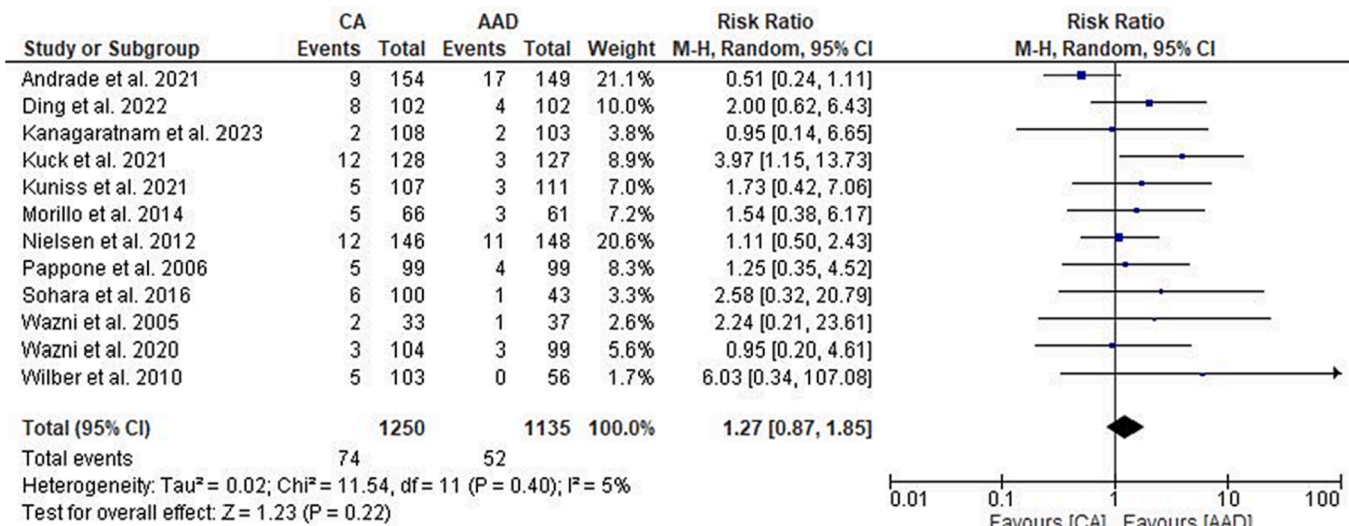 CA AAD Risk Ratio Risk Ratio
Study or Subgroup Events Total Events Total Weight M-H, Random, 95% CI M-H, Random, 95% CI
Andrade et al. 2021 9 154 17 149 21.1% 0.51 [0.24, 1.11]
Ding et al. 2022 8 102 4 102 10.0% 2.00 [0.62, 6.43]
Kanagaratnam et al. 2023 2 108 2 103 3.8% 0.95 [0.14, 6.65]
Kuck et al. 2021 12 128 3 127 8.9% 3.97 [1.15, 13.73]
Kuniss et al. 2021 5 107 3 111 7.0% 1.73 [0.42, 7.06]
Morillo et al. 2014 5 66 3 61 7.2% 1.54 [0.38, 6.17]
Nielsen et al. 2012 12 146 11 148 20.6% 1.11 [0.50, 2.43]
Pappone et al. 2006 5 99 4 99 8.3% 1.25 [0.35, 4.52]
Sohara et al. 2016 6 100 1 43 3.3% 2.58 [0.32, 20.79]
Wazni et al. 2005 2 33 1 37 2.6% 2.24 [0.21, 23.61]
Wazni et al. 2020 3 104 3 99 5.6% 0.95 [0.20, 4.61]
Wilber et al. 2010 5 103 0 56 1.7% 6.03 [0.34, 107.08]
Total (95% CI) 1250 1135 100.0% 1.27 [0.87, 1.85]
Total events 74 52
Heterogeneity: Tau² = 0.02; Chi² = 11.54, df = 11 (P = 0.40); I² = 5%
Test for overall effect: Z = 1.23 (P = 0.22)
0.01 0.1 1 10 100
Favours [CA] Favours [AAD]